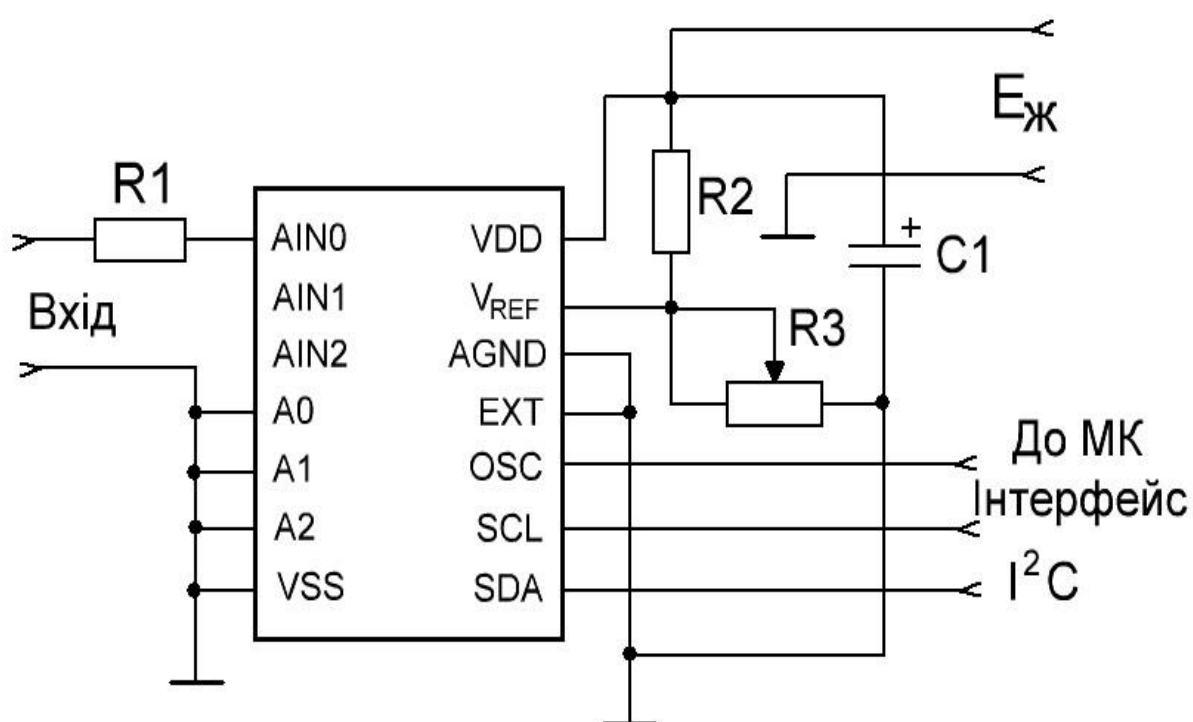 R1
Вхід
AIN0
AIN1
AIN2
A0
A1
A2
VSS
VDD
V_REF
AGND
EXT
OSC
SCL
SDA
R2
R3
+
C1
Eж
До МК
Інтерфейс
I²C